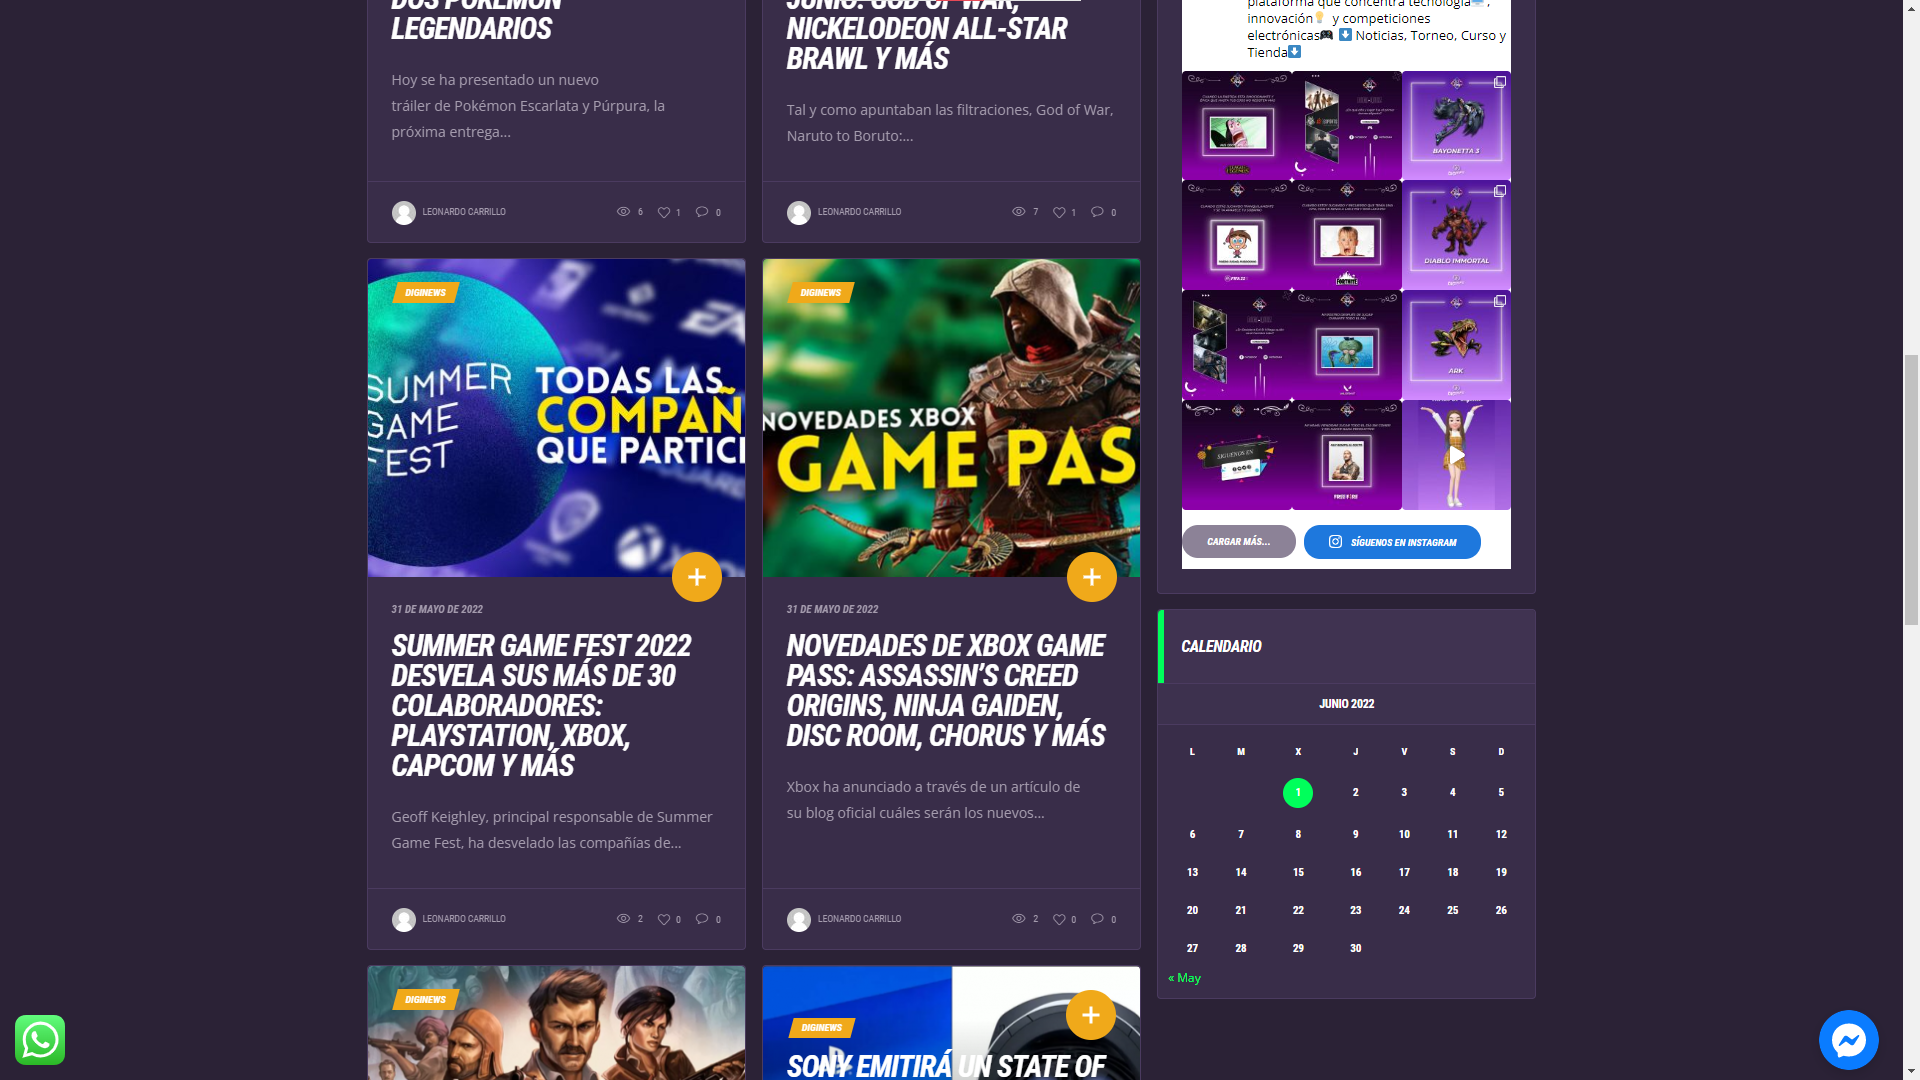 DOS POKÉMON
LEGENDARIOS
Hoy se ha presentado un nuevo
tráiler de Pokémon Escarlata y Púrpura, la
próxima entrega...
LEONARDO CARRILLO
6
1
0
JUNIO: GOD OF WAR,
NICKELODEON ALL-STAR
BRAWL Y MÁS
Tal y como apuntaban las filtraciones, God of War,
Naruto to Boruto:...
LEONARDO CARRILLO
7
1
0
DIGINEWS
SUMMER
GAME
FEST
TODAS LAS
COMPAÑ
QUE PARTICI
31 DE MAYO DE 2022
SUMMER GAME FEST 2022
DESVELA SUS MÁS DE 30
COLABORADORES:
PLAYSTATION, XBOX,
CAPCOM Y MÁS
Geoff Keighley, principal responsable de Summer
Game Fest, ha desvelado las compañías de...
LEONARDO CARRILLO
2
0
0
DIGINEWS
NOVEDADES XBOX
GAME PAS
31 DE MAYO DE 2022
NOVEDADES DE XBOX GAME
PASS: ASSASSIN’S CREED
ORIGINS, NINJA GAIDEN,
DISC ROOM, CHORUS Y MÁS
Xbox ha anunciado a través de un artículo de
su blog oficial cuáles serán los nuevos...
LEONARDO CARRILLO
2
0
0
DIGINEWS
DIGINEWS
SONY EMITIRÁ UN STATE OF
plataforma que concentra tecnología ,
innovación y competiciones
electrónicas Noticias, Torneo, Curso y
Tienda
BAYONETTA 3
DIABLO IMMORTAL
FORTNITE
ARK
SIGUENOS EN
FREE FIRE
CARGAR MÁS...
SÍGUENOS EN INSTAGRAM
CALENDARIO
JUNIO 2022
L M X J V S D
1 2 3 4 5
6 7 8 9 10 11 12
13 14 15 16 17 18 19
20 21 22 23 24 25 26
27 28 29 30
« May